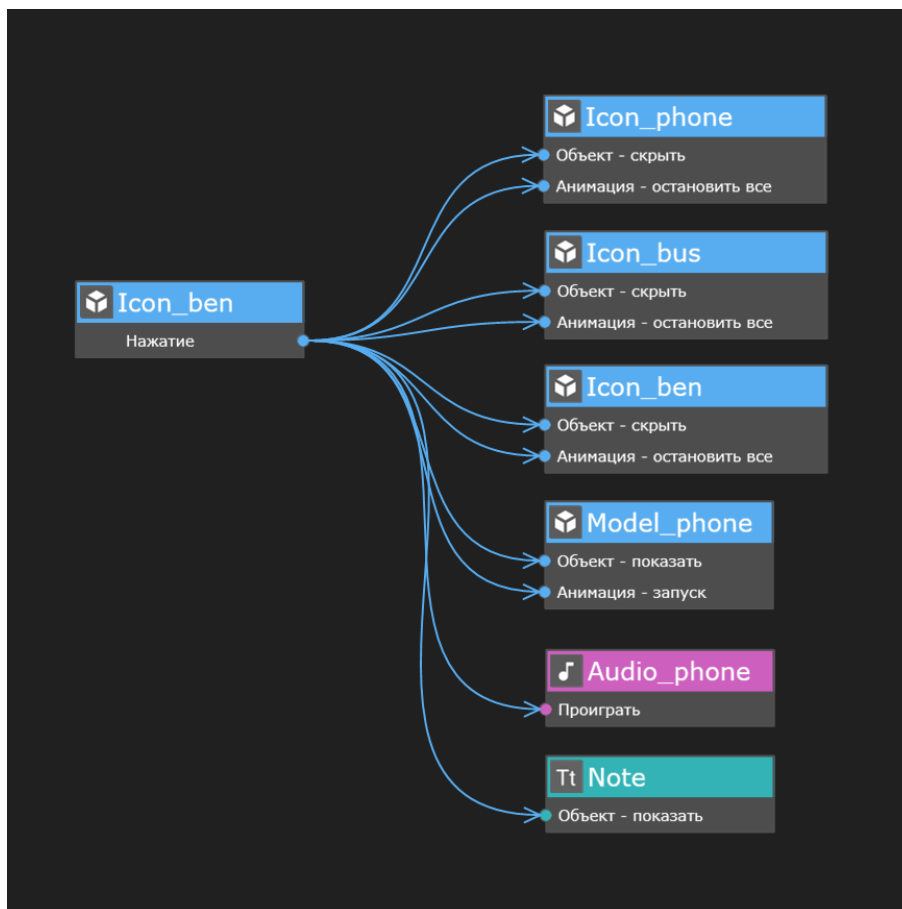 Icon_phone
Объект - скрыть
Анимация - остановить все
Icon_bus
Объект - скрыть
Анимация - остановить все
Icon_ben
Нажатие
Icon_ben
Объект - скрыть
Анимация - остановить все
Model_phone
Объект - показать
Анимация - запуск
Audio_phone
Проиграть
Tt Note
Объект - показать